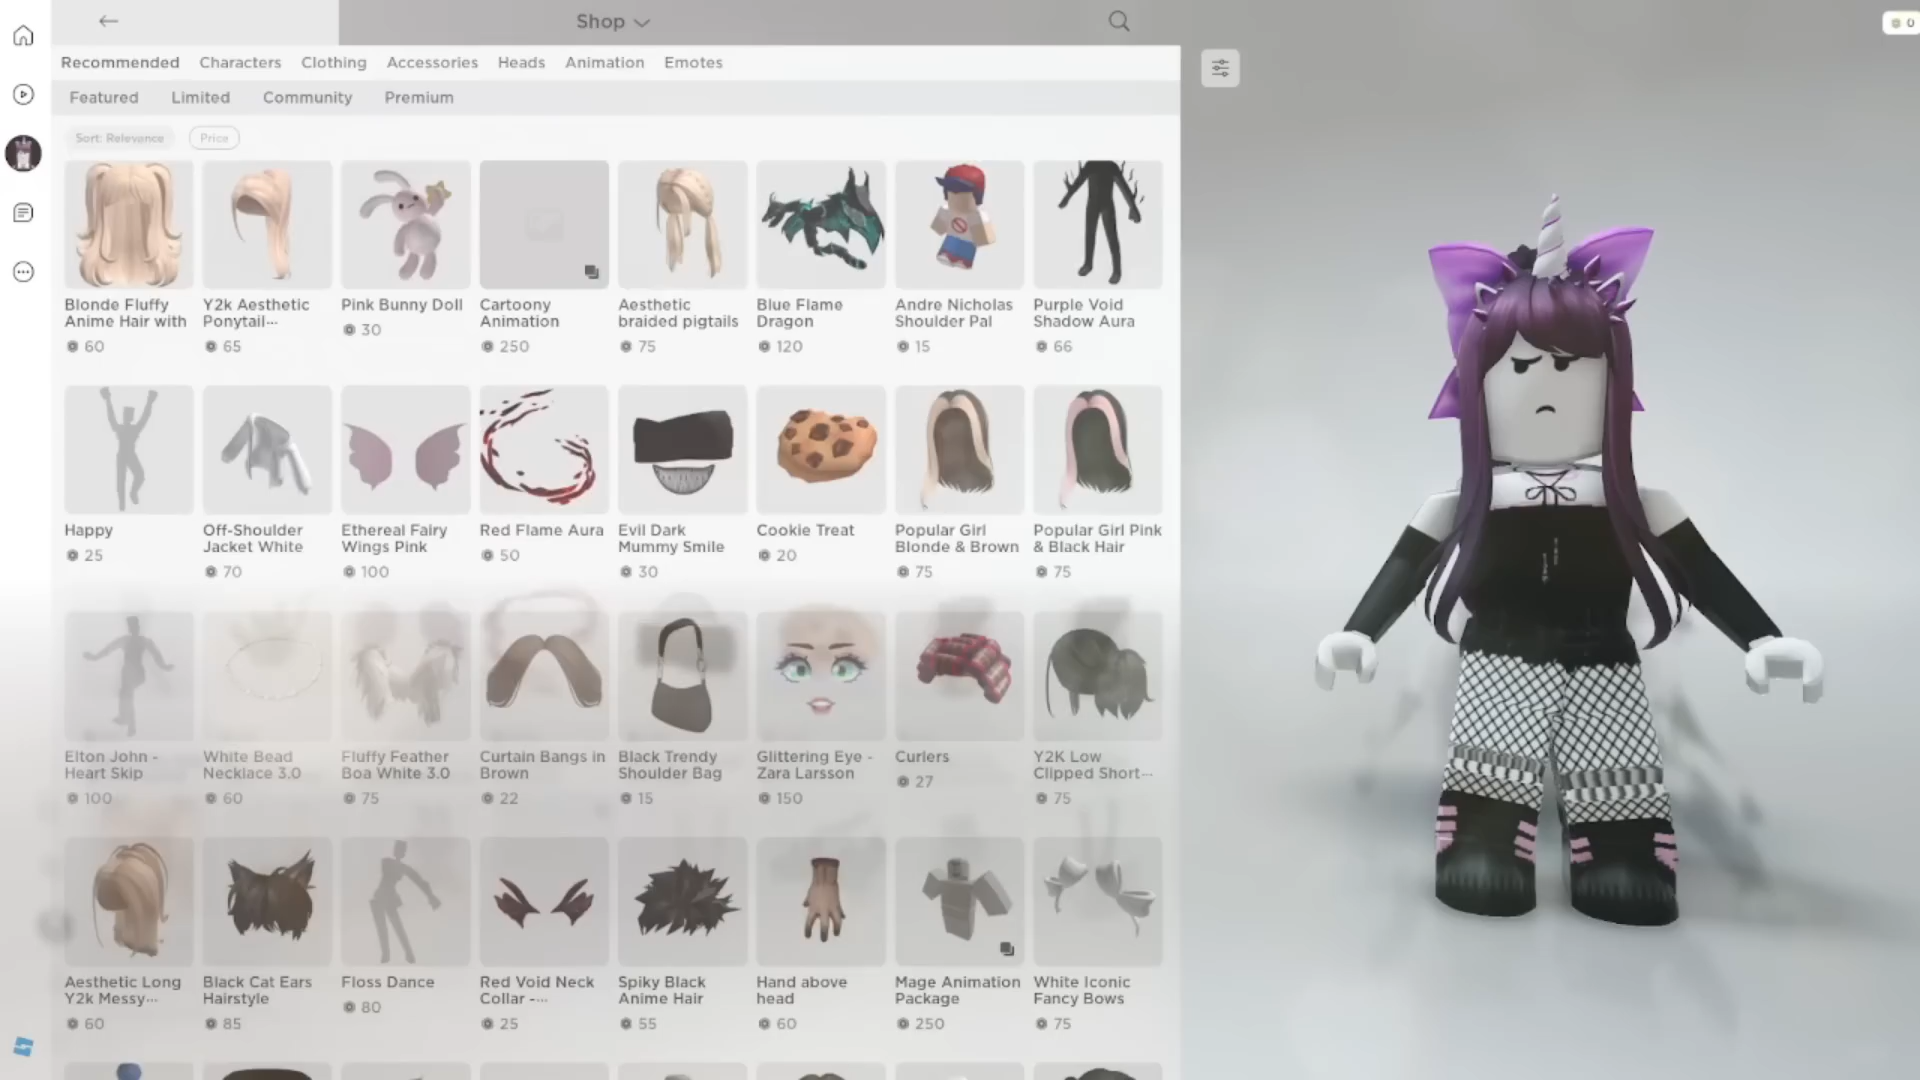 Shop
0
Recommended Characters Clothing Accessories Heads Animation Emotes
Featured Limited Community Premium
Sort: Relevance Price
Blonde Fluffy
Anime Hair with
60
Y2k Aesthetic
Ponytail...
65
Pink Bunny Doll
30
Cartoony
Animation
250
Aesthetic
braided pigtails
75
Blue Flame
Dragon
120
Andre Nicholas
Shoulder Pal
15
Purple Void
Shadow Aura
66
Happy
25
Off-Shoulder
Jacket White
70
Ethereal Fairy
Wings Pink
100
Red Flame Aura
50
Evil Dark
Mummy Smile
30
Cookie Treat
20
Popular Girl
Blonde & Brown
75
Popular Girl Pink
& Black Hair
75
Elton John -
Heart Skip
100
White Bead
Necklace 3.0
60
Fluffy Feather
Boa White 3.0
75
Curtain Bangs in
Brown
22
Black Trendy
Shoulder Bag
15
Glittering Eye -
Zara Larsson
150
Curlers
27
Y2K Low
Clipped Short...
75
Aesthetic Long
Y2k Messy...
60
Black Cat Ears
Hairstyle
85
Floss Dance
80
Red Void Neck
Collar -...
25
Spiky Black
Anime Hair
55
Hand above
head
60
Mage Animation
Package
250
White Iconic
Fancy Bows
75